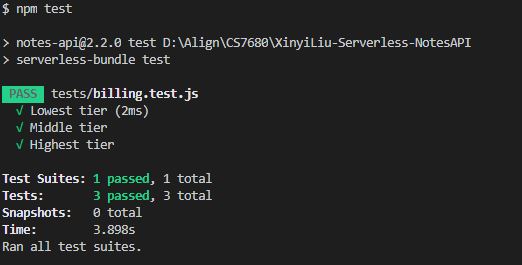 $ npm test
> notes-api@2.2.0 test D:\Align\CS7680\XinyiLiu-Serverless-NotesAPI
> serverless-bundle test
PASS tests/billing.test.js
√ Lowest tier (2ms)
√ Middle tier
√ Highest tier
Test Suites: 1 passed, 1 total
Tests: 3 passed, 3 total
Snapshots: 0 total
Time: 3.898s
Ran all test suites.